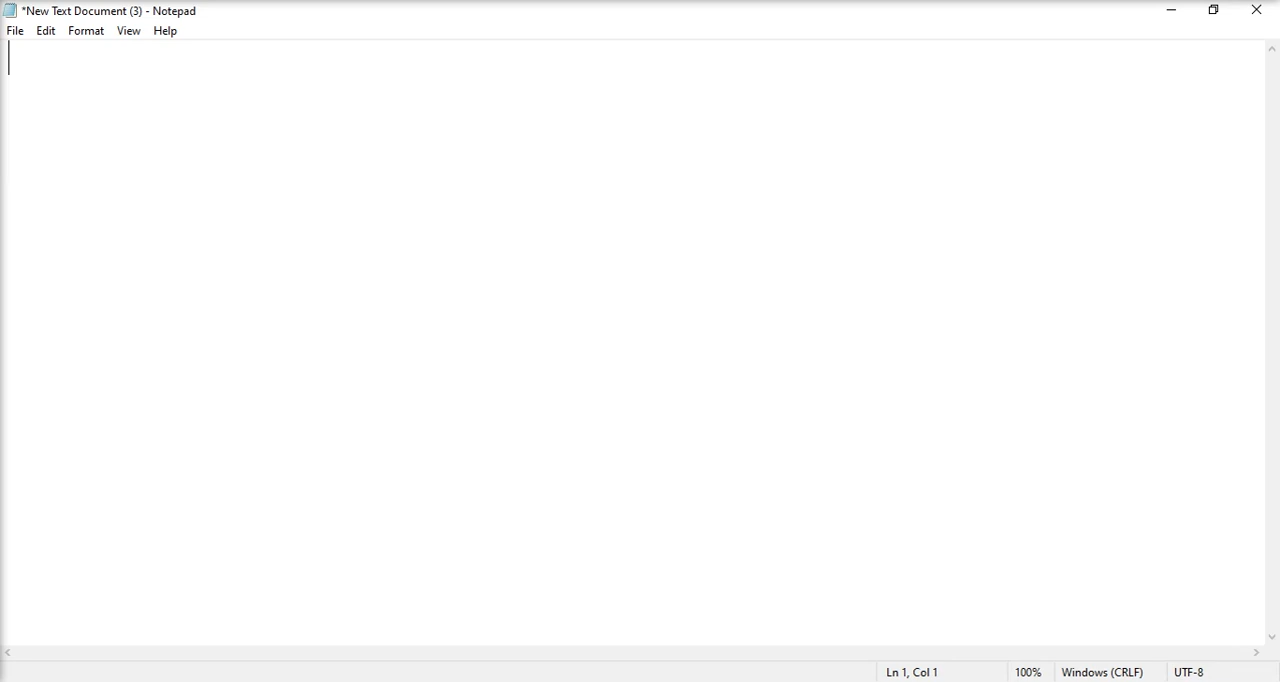 *New Text Document (3) - Notepad
File Edit Format View Help
Ln 1, Col 1 100% Windows (CRLF) UTF-8